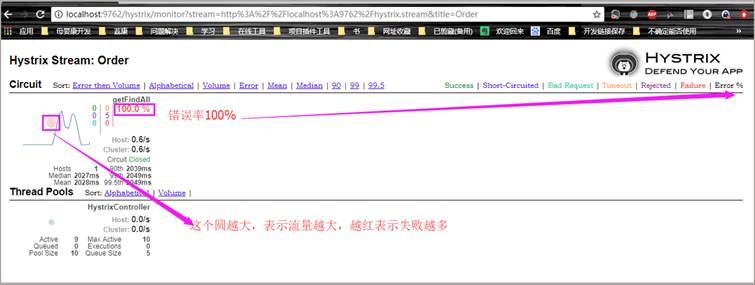 localhost:9762/hystrix/monitor?stream=http%3A%2F%2Flocalhost%3A9762%2Fhystrix.stream&title=Order
应用 母婴康开发 磊康 问题解决 学习 在线工具 项目插件工具 书 网址收藏 已剪藏(备用) 欢迎来回 百度 开发链接保存 不确定能否使用
Hystrix Stream: Order
HYSTRIX
DEFEND YOUR APP
Circuit Sort: Error then Volume | Alphabetical | Volume | Error | Mean | Median | 90 | 99 | 99.5
Success | Short-Circuited | Bad Request | Timeout | Rejected | Failure | Error %
getFindAll
0 0 100.0 %
0 5
0 0
错误率100%
Host: 0.6/s
Cluster: 0.6/s
Circuit Closed
Hosts 1 90th 2039ms
Median 2027ms 99th 2049ms
Mean 2028ms 99.5th 2049ms
Thread Pools Sort: Alphabetical | Volume |
HystrixController
Host: 0.0/s
Cluster: 0.0/s
这个圆越大，表示流量越大，越红表示失败越多
Active 9 Max Active 10
Queued 0 Executions 0
Pool Size 10 Queue Size 5